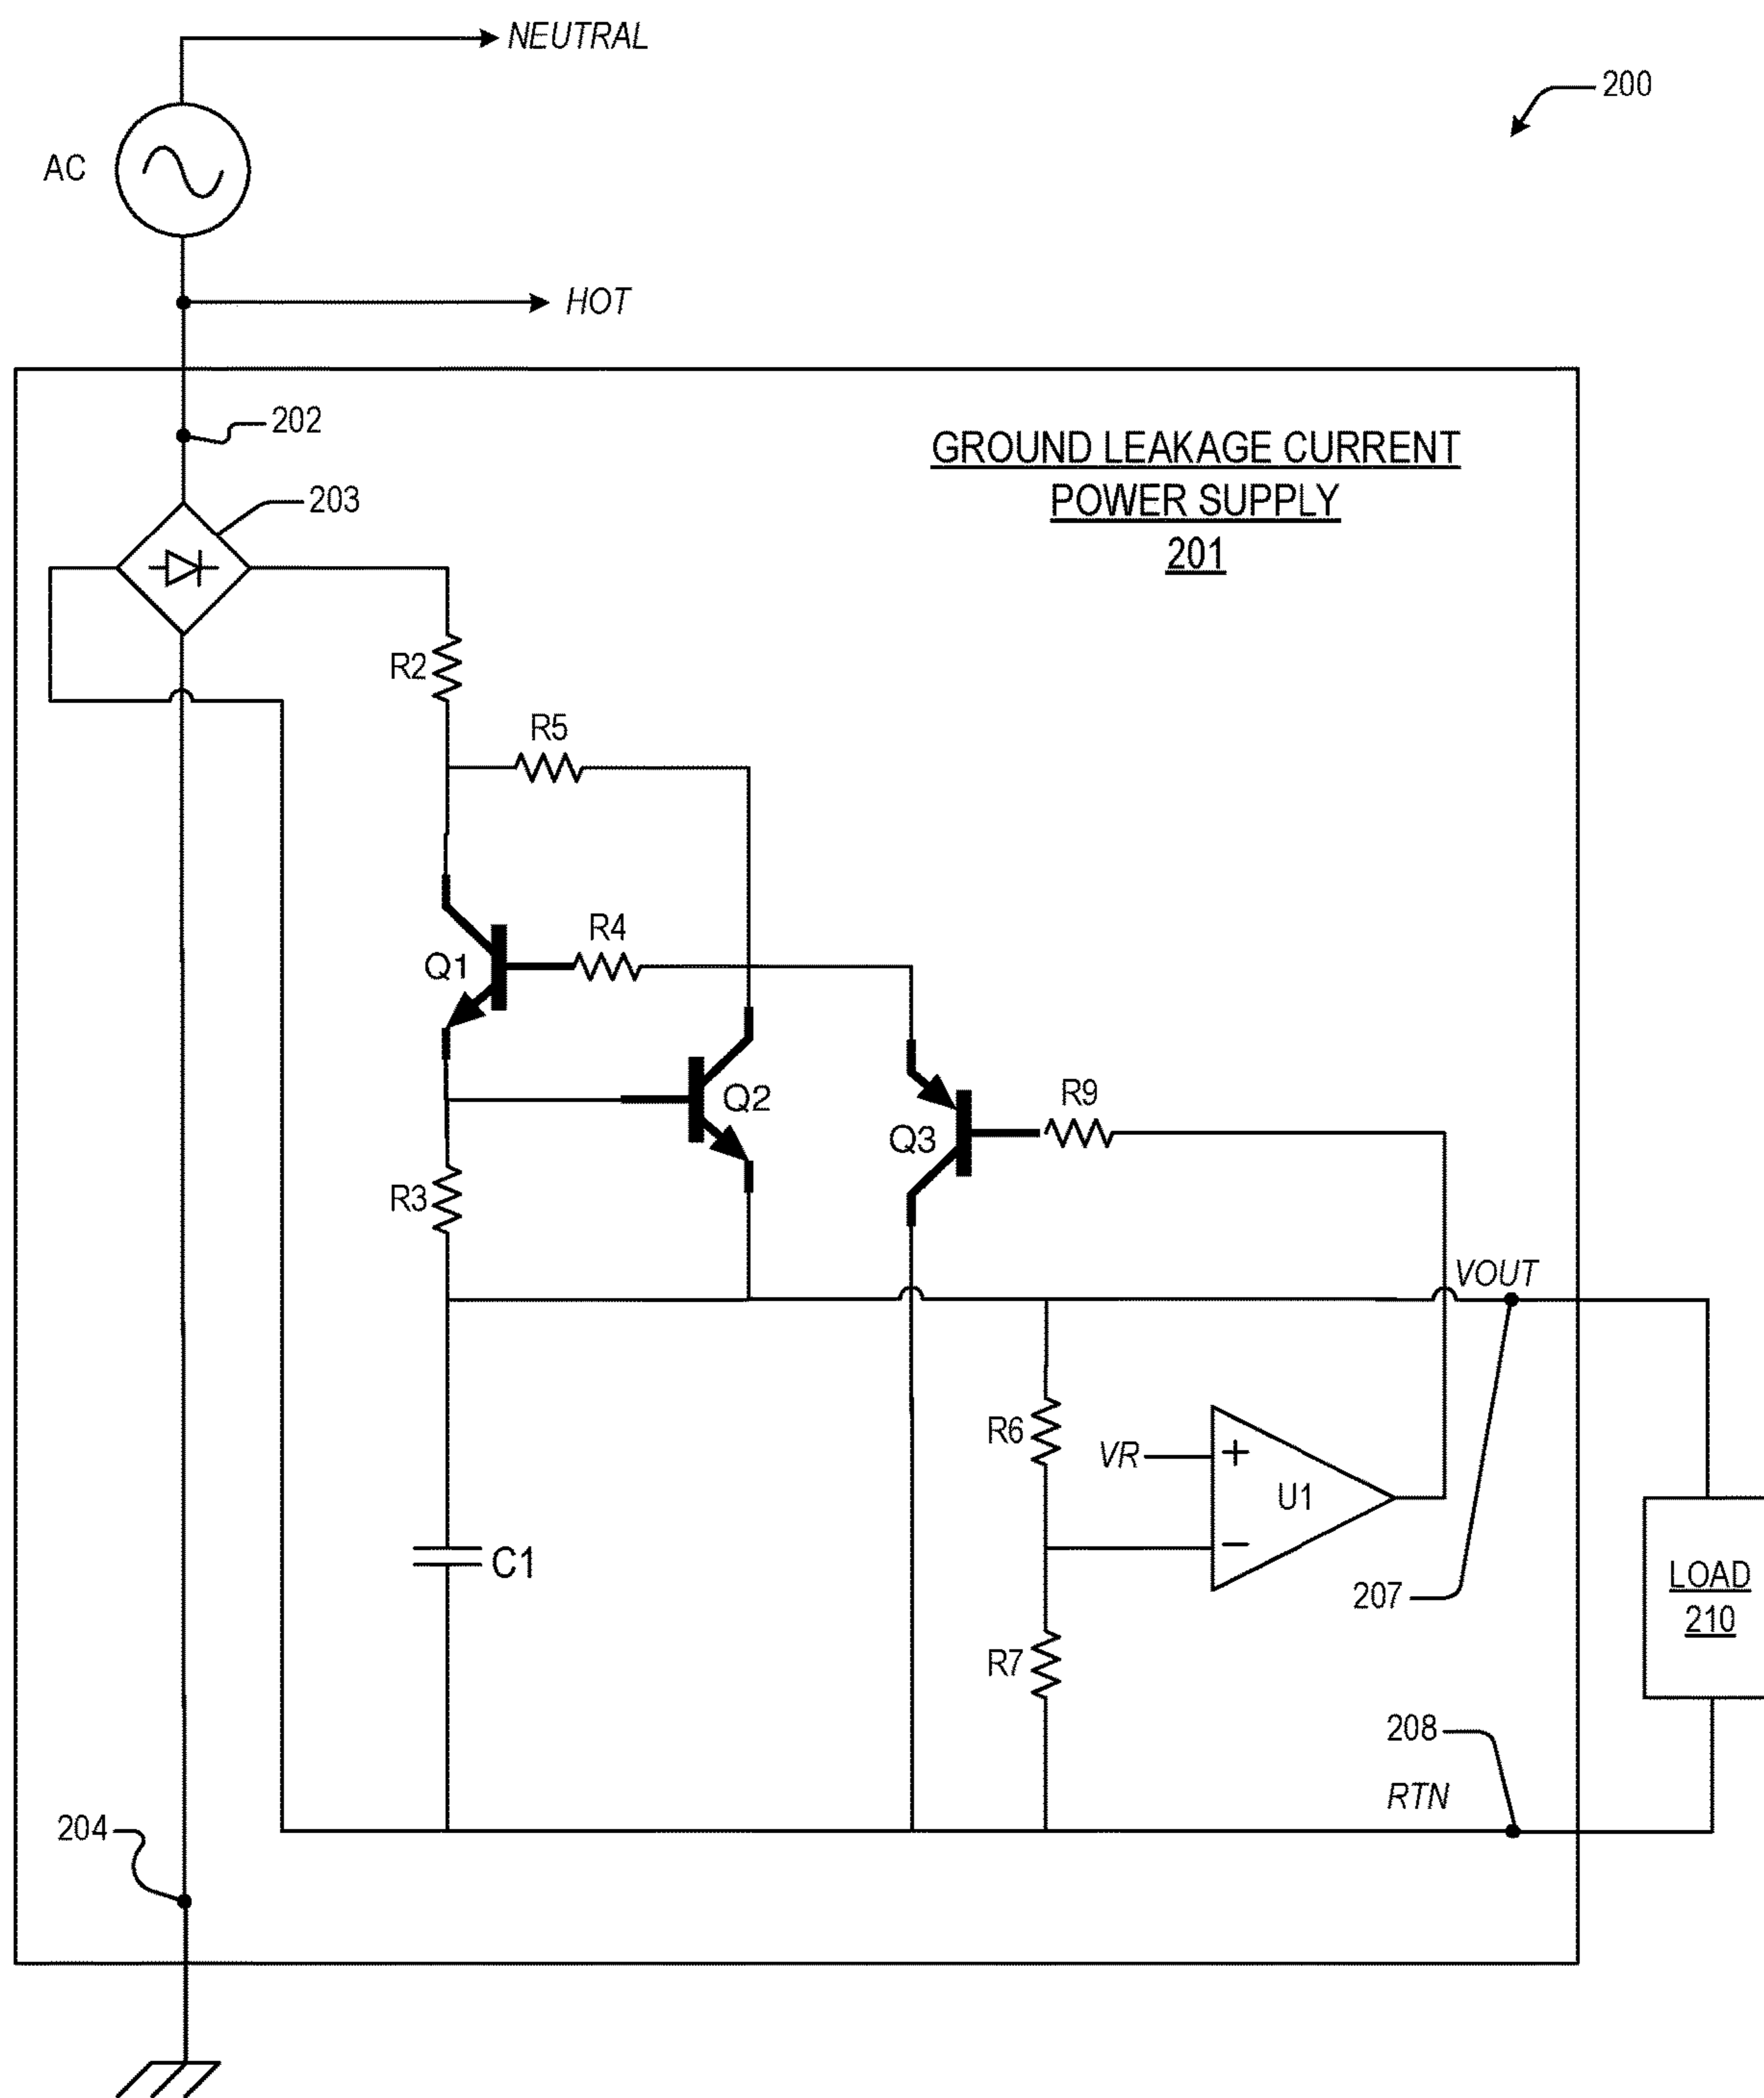 NEUTRAL
200
AC
HOT
202
GROUND LEAKAGE CURRENT
POWER SUPPLY
201
203
R2
R5
R4
Q1
Q2
R9
Q3
R3
VOUT
R6
VR
+
U1
−
C1
207
LOAD
210
R7
208
RTN
204